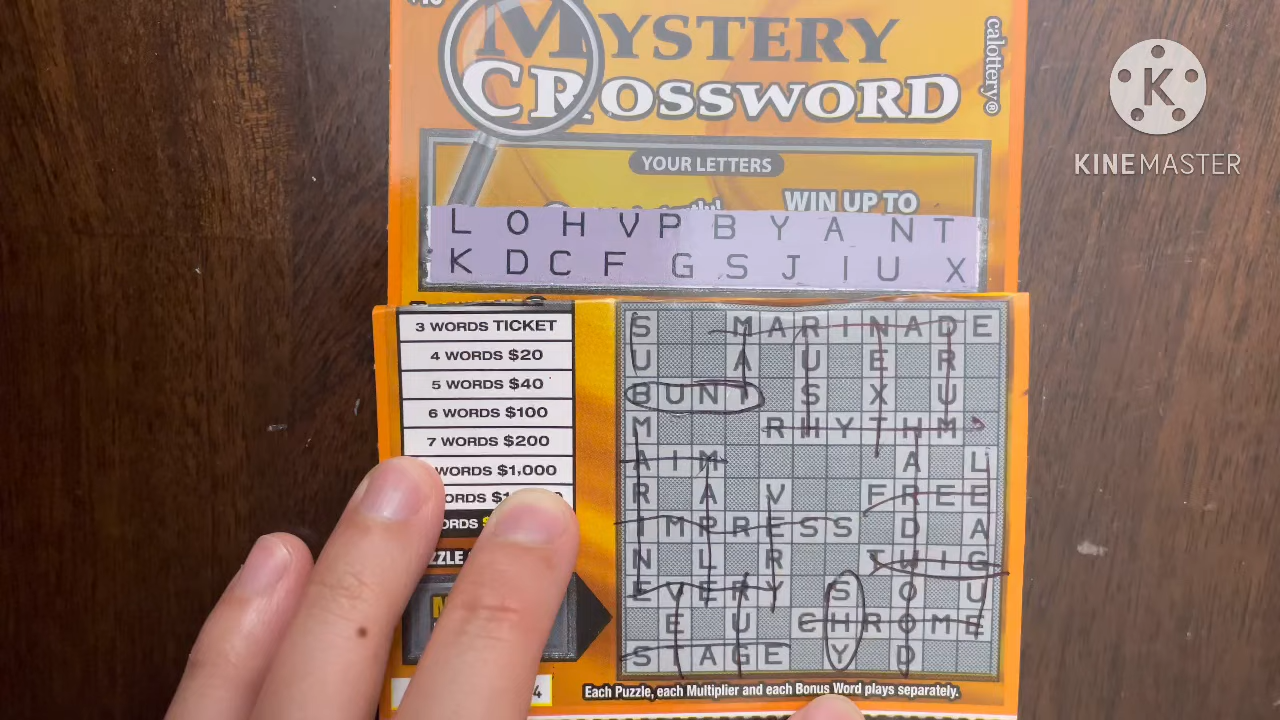 MYSTERY
CROSSWORD
calottery®
K
KINEMASTER
YOUR LETTERS
WIN UP TO
L O H V P B Y A N T
K D C F G S J I U X
3 WORDS TICKET
4 WORDS $20
5 WORDS $40
6 WORDS $100
7 WORDS $200
WORDS $1,000
S M A R I N A D E
U A U E R
B U N T S X U
M R H Y T H M
A I M A L
R A V F R E E
I M P R E S S D A
N L R T W I G
E V E R Y S O U
E U C H R O M E
S T A G E Y D
Each Puzzle, each Multiplier and each Bonus Word plays separately.